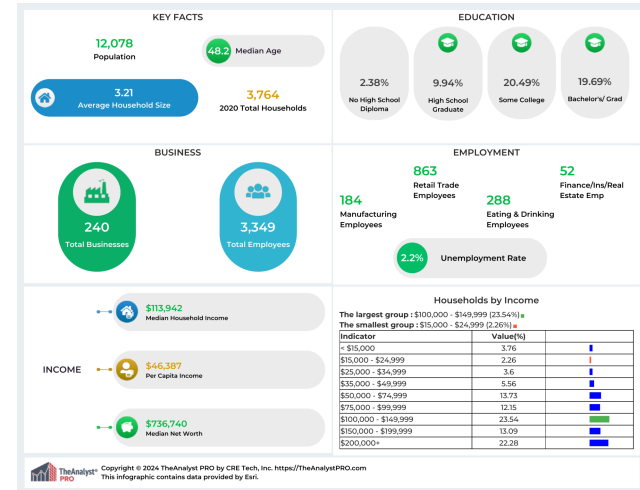 KEY FACTS
12,078
Population
48.2 Median Age
3.21
Average Household Size
3,764
2020 Total Households
EDUCATION
2.38%
No High School
Diploma
9.94%
High School
Graduate
20.49%
Some College
19.69%
Bachelor's/ Grad
BUSINESS
240
Total Businesses
3,349
Total Employees
EMPLOYMENT
184
Manufacturing
Employees
863
Retail Trade
Employees
288
Eating & Drinking
Employees
52
Finance/Ins/Real
Estate Emp
2.2% Unemployment Rate
INCOME
$113,942
Median Household Income
$46,387
Per Capita Income
$736,740
Median Net Worth
Households by Income
The largest group : $100,000 - $149,999 (23.54%)
The smallest group : $15,000 - $24,999 (2.26%)
Indicator Value(%)
< $15,000 3.76
$15,000 - $24,999 2.26
$25,000 - $34,999 3.6
$35,000 - $49,999 5.56
$50,000 - $74,999 13.73
$75,000 - $99,999 12.15
$100,000 - $149,999 23.54
$150,000 - $199,999 13.09
$200,000+ 22.28
TheAnalyst®
PRO
Copyright © 2024 TheAnalyst PRO by CRE Tech, Inc. https://TheAnalystPRO.com
This infographic contains data provided by Esri.